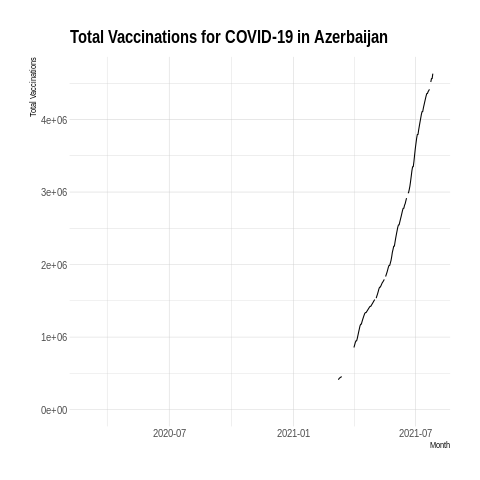 Total Vaccinations for COVID-19 in Azerbaijan
Total Vaccinations
4e+06
3e+06
2e+06
1e+06
0e+00
2020-07 2021-01 2021-07
Month